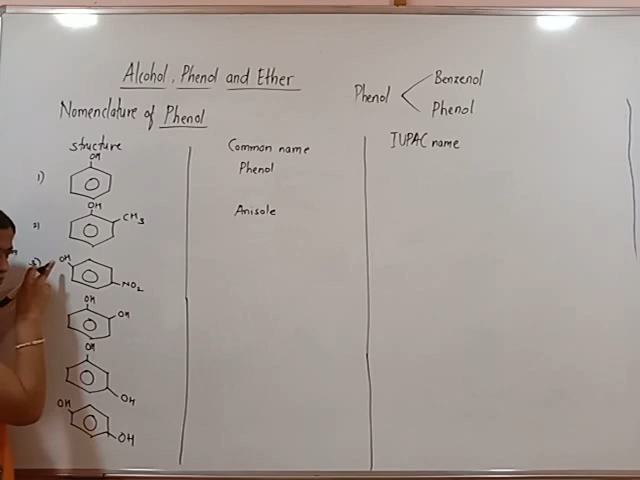 Alcohol, Phenol and Ether
Phenol
Benzenol
Phenol
Nomenclature of Phenol
structure
Common name
IUPAC name
1)
OH
Phenol
2)
OH
CH3
Anisole
3)
OH
NO2
OH
OH
OH
OH
OH
OH